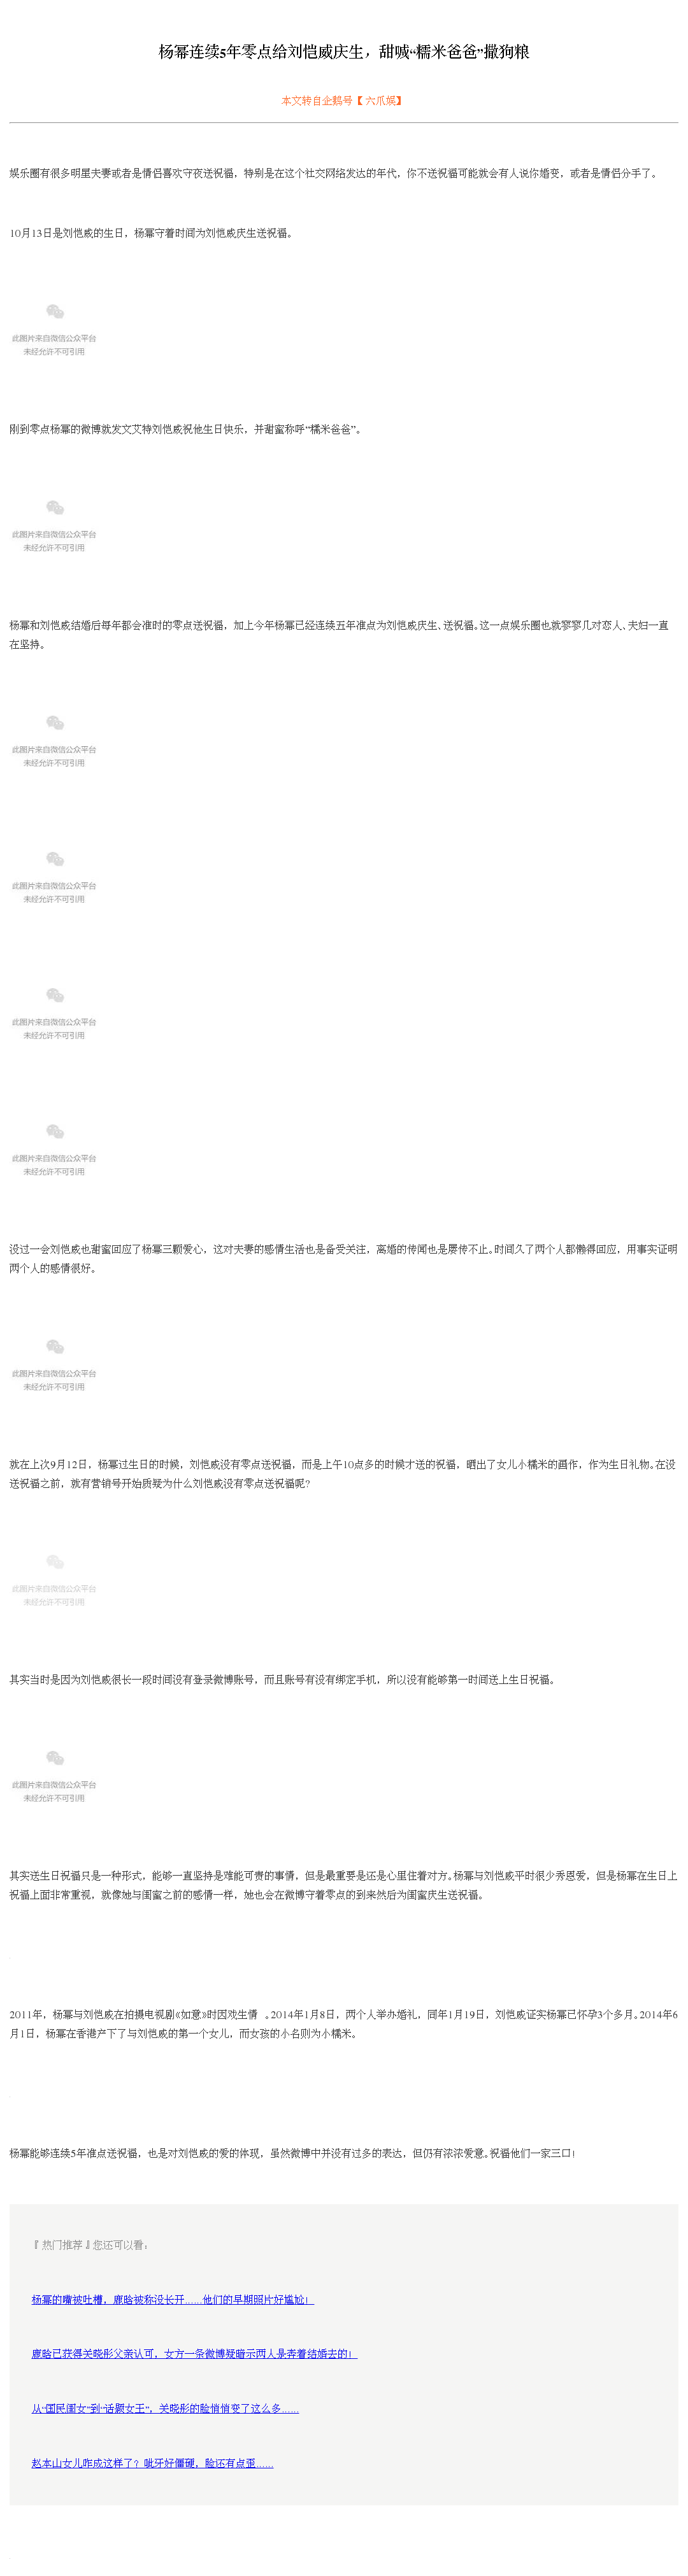 杨幂连续5年零点给刘恺威庆生，甜喊“糯米爸爸”撒狗粮
本文转自企鹅号【 六爪娱】
娱乐圈有很多明星夫妻或者是情侣喜欢守夜送祝福，特别是在这个社交网络发达的年代，你不送祝福可能就会有人说你婚变，或者是情侣分手了。
10月13日是刘恺威的生日，杨幂守着时间为刘恺威庆生送祝福。
此图片来自微信公众平台
未经允许不可引用
刚到零点杨幂的微博就发文艾特刘恺威祝他生日快乐，并甜蜜称呼“糯米爸爸”。
此图片来自微信公众平台
未经允许不可引用
杨幂和刘恺威结婚后每年都会准时的零点送祝福，加上今年杨幂已经连续五年准点为刘恺威庆生、送祝福。这一点娱乐圈也就寥寥几对恋人、夫妇一直
在坚持。
此图片来自微信公众平台
未经允许不可引用
此图片来自微信公众平台
未经允许不可引用
此图片来自微信公众平台
未经允许不可引用
此图片来自微信公众平台
未经允许不可引用
没过一会刘恺威也甜蜜回应了杨幂三颗爱心，这对夫妻的感情生活也是备受关注，离婚的传闻也是屡传不止。时间久了两个人都懒得回应，用事实证明
两个人的感情很好。
此图片来自微信公众平台
未经允许不可引用
就在上次9月12日，杨幂过生日的时候，刘恺威没有零点送祝福，而是上午10点多的时候才送的祝福，晒出了女儿小糯米的画作，作为生日礼物。在没
送祝福之前，就有营销号开始质疑为什么刘恺威没有零点送祝福呢?
此图片来自微信公众平台
未经允许不可引用
其实当时是因为刘恺威很长一段时间没有登录微博账号，而且账号有没有绑定手机，所以没有能够第一时间送上生日祝福。
此图片来自微信公众平台
未经允许不可引用
其实送生日祝福只是一种形式，能够一直坚持是难能可贵的事情，但是最重要是还是心里住着对方。杨幂与刘恺威平时很少秀恩爱，但是杨幂在生日上
祝福上面非常重视，就像她与闺蜜之前的感情一样，她也会在微博守着零点的到来然后为闺蜜庆生送祝福。
2011年，杨幂与刘恺威在拍摄电视剧《如意》时因戏生情 。2014年1月8日，两个人举办婚礼，同年1月19日，刘恺威证实杨幂已怀孕3个多月。2014年6
月1日，杨幂在香港产下了与刘恺威的第一个女儿，而女孩的小名则为小糯米。
杨幂能够连续5年准点送祝福，也是对刘恺威的爱的体现，虽然微博中并没有过多的表达，但仍有浓浓爱意。祝福他们一家三口！
『 热门推荐 』您还可以看：
杨幂的嘴被吐槽，鹿晗被称没长开……他们的早期照片好尴尬！
鹿晗已获得关晓彤父亲认可，女方一条微博疑暗示两人是奔着结婚去的！
从“国民闺女”到“话题女王”，关晓彤的脸悄悄变了这么多……
赵本山女儿咋成这样了？呲牙好僵硬，脸还有点歪……